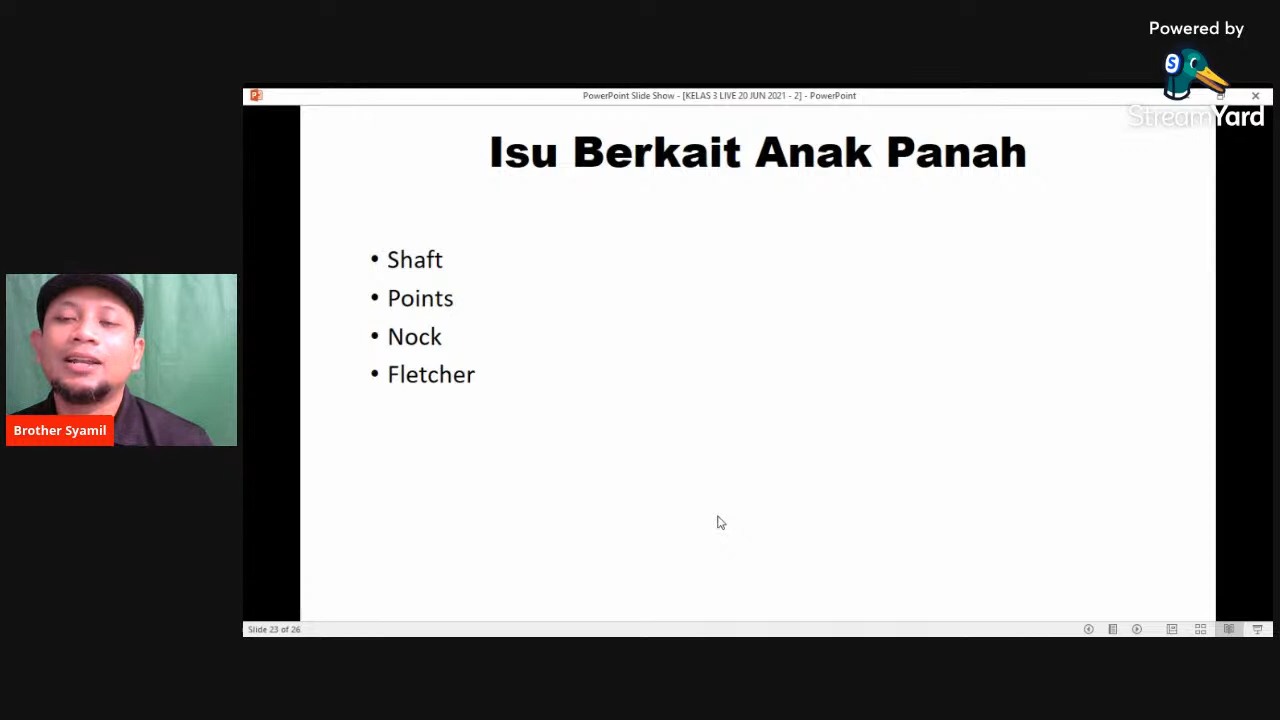 Powered by
StreamYard
PowerPoint Slide Show - [KELAS 3 LIVE 20 JUN 2021 - 2] - PowerPoint
Isu Berkait Anak Panah
• Shaft
• Points
• Nock
• Fletcher
Brother Syamil
Slide 23 of 26